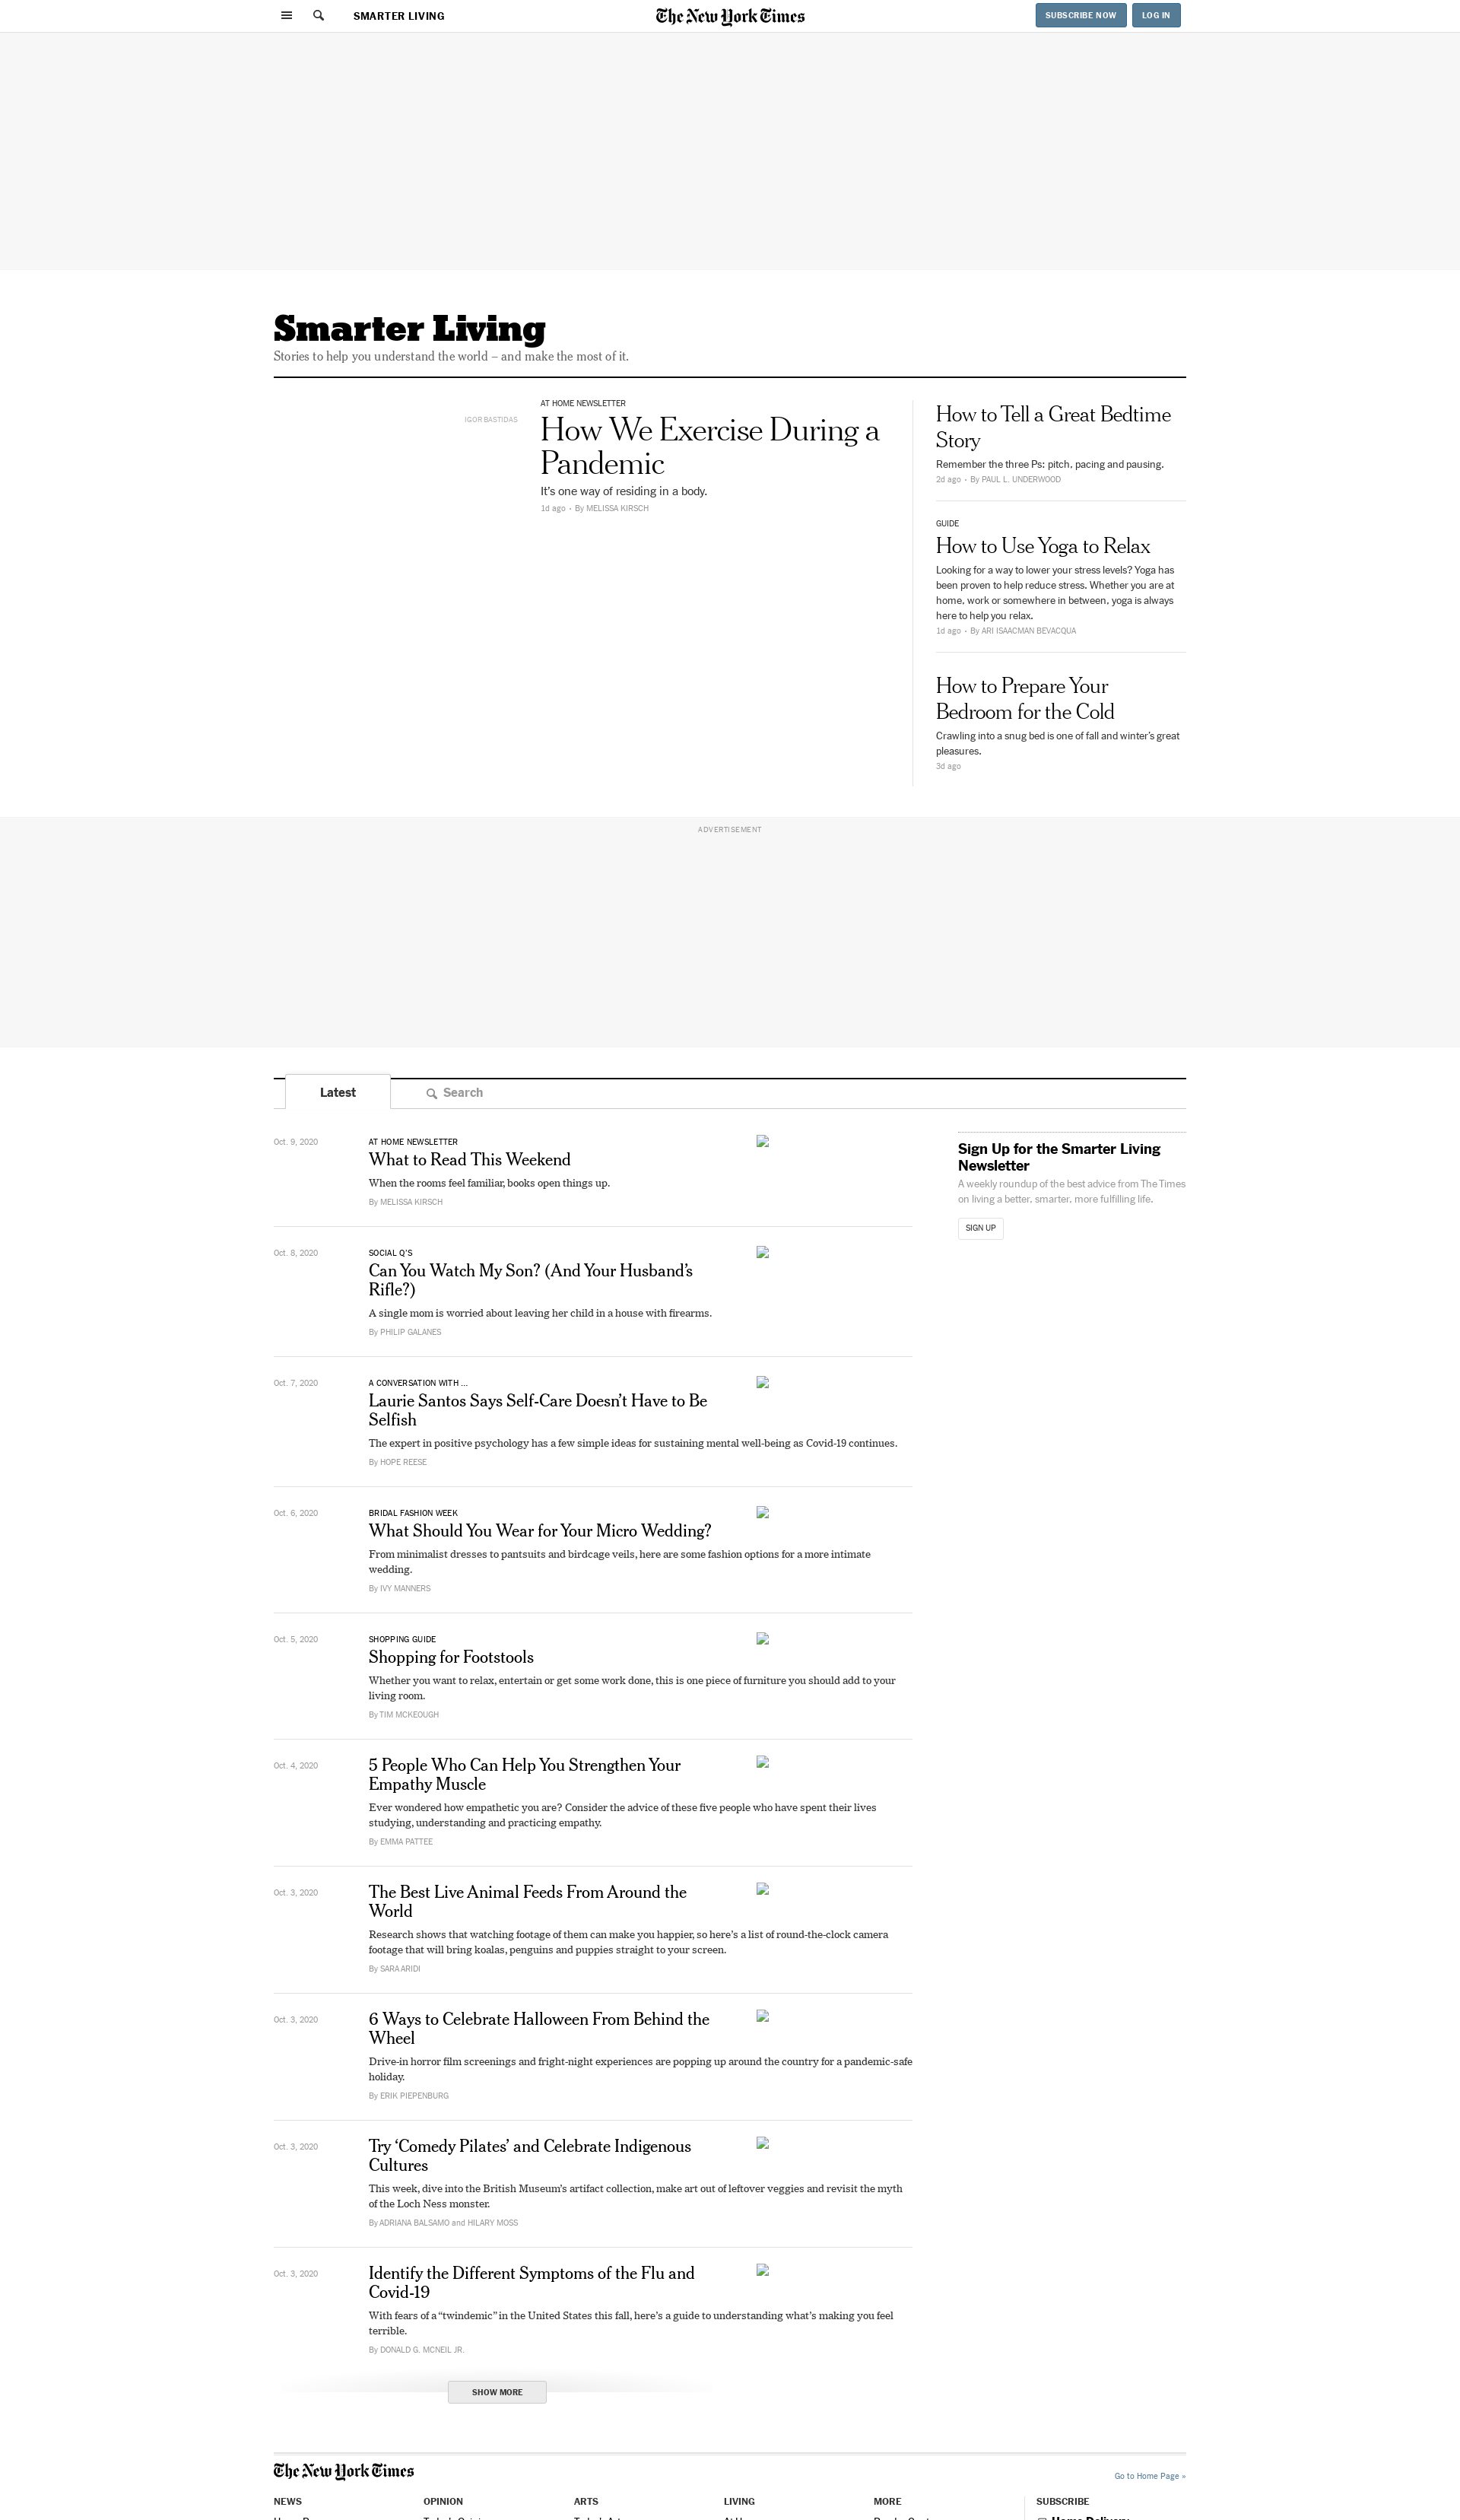 SMARTER LIVING
The New York Times
SUBSCRIBE NOW
LOG IN
Smarter Living
Stories to help you understand the world – and make the most of it.
IGOR BASTIDAS
AT HOME NEWSLETTER
How We Exercise During a
Pandemic
It's one way of residing in a body.
1d ago • By MELISSA KIRSCH
How to Tell a Great Bedtime
Story
Remember the three Ps: pitch, pacing and pausing.
2d ago • By PAUL L. UNDERWOOD
GUIDE
How to Use Yoga to Relax
Looking for a way to lower your stress levels? Yoga has
been proven to help reduce stress. Whether you are at
home, work or somewhere in between, yoga is always
here to help you relax.
1d ago • By ARI ISAACMAN BEVACQUA
How to Prepare Your
Bedroom for the Cold
Crawling into a snug bed is one of fall and winter's great
pleasures.
3d ago
ADVERTISEMENT
Latest
Search
Oct. 9, 2020
AT HOME NEWSLETTER
What to Read This Weekend
When the rooms feel familiar, books open things up.
By MELISSA KIRSCH
Sign Up for the Smarter Living
Newsletter
A weekly roundup of the best advice from The Times
on living a better, smarter, more fulfilling life.
SIGN UP
Oct. 8, 2020
SOCIAL Q'S
Can You Watch My Son? (And Your Husband's
Rifle?)
A single mom is worried about leaving her child in a house with firearms.
By PHILIP GALANES
Oct. 7, 2020
A CONVERSATION WITH ...
Laurie Santos Says Self-Care Doesn't Have to Be
Selfish
The expert in positive psychology has a few simple ideas for sustaining mental well-being as Covid-19 continues.
By HOPE REESE
Oct. 6, 2020
BRIDAL FASHION WEEK
What Should You Wear for Your Micro Wedding?
From minimalist dresses to pantsuits and birdcage veils, here are some fashion options for a more intimate
wedding.
By IVY MANNERS
Oct. 5, 2020
SHOPPING GUIDE
Shopping for Footstools
Whether you want to relax, entertain or get some work done, this is one piece of furniture you should add to your
living room.
By TIM MCKEOUGH
Oct. 4, 2020
5 People Who Can Help You Strengthen Your
Empathy Muscle
Ever wondered how empathetic you are? Consider the advice of these five people who have spent their lives
studying, understanding and practicing empathy.
By EMMA PATTEE
Oct. 3, 2020
The Best Live Animal Feeds From Around the
World
Research shows that watching footage of them can make you happier, so here's a list of round-the-clock camera
footage that will bring koalas, penguins and puppies straight to your screen.
By SARA ARIDI
Oct. 3, 2020
6 Ways to Celebrate Halloween From Behind the
Wheel
Drive-in horror film screenings and fright-night experiences are popping up around the country for a pandemic-safe
holiday.
By ERIK PIEPENBURG
Oct. 3, 2020
Try 'Comedy Pilates' and Celebrate Indigenous
Cultures
This week, dive into the British Museum's artifact collection, make art out of leftover veggies and revisit the myth
of the Loch Ness monster.
By ADRIANA BALSAMO and HILARY MOSS
Oct. 3, 2020
Identify the Different Symptoms of the Flu and
Covid-19
With fears of a “twindemic” in the United States this fall, here's a guide to understanding what's making you feel
terrible.
By DONALD G. MCNEIL JR.
SHOW MORE
The New York Times
Go to Home Page »
NEWS
OPINION
ARTS
LIVING
MORE
SUBSCRIBE